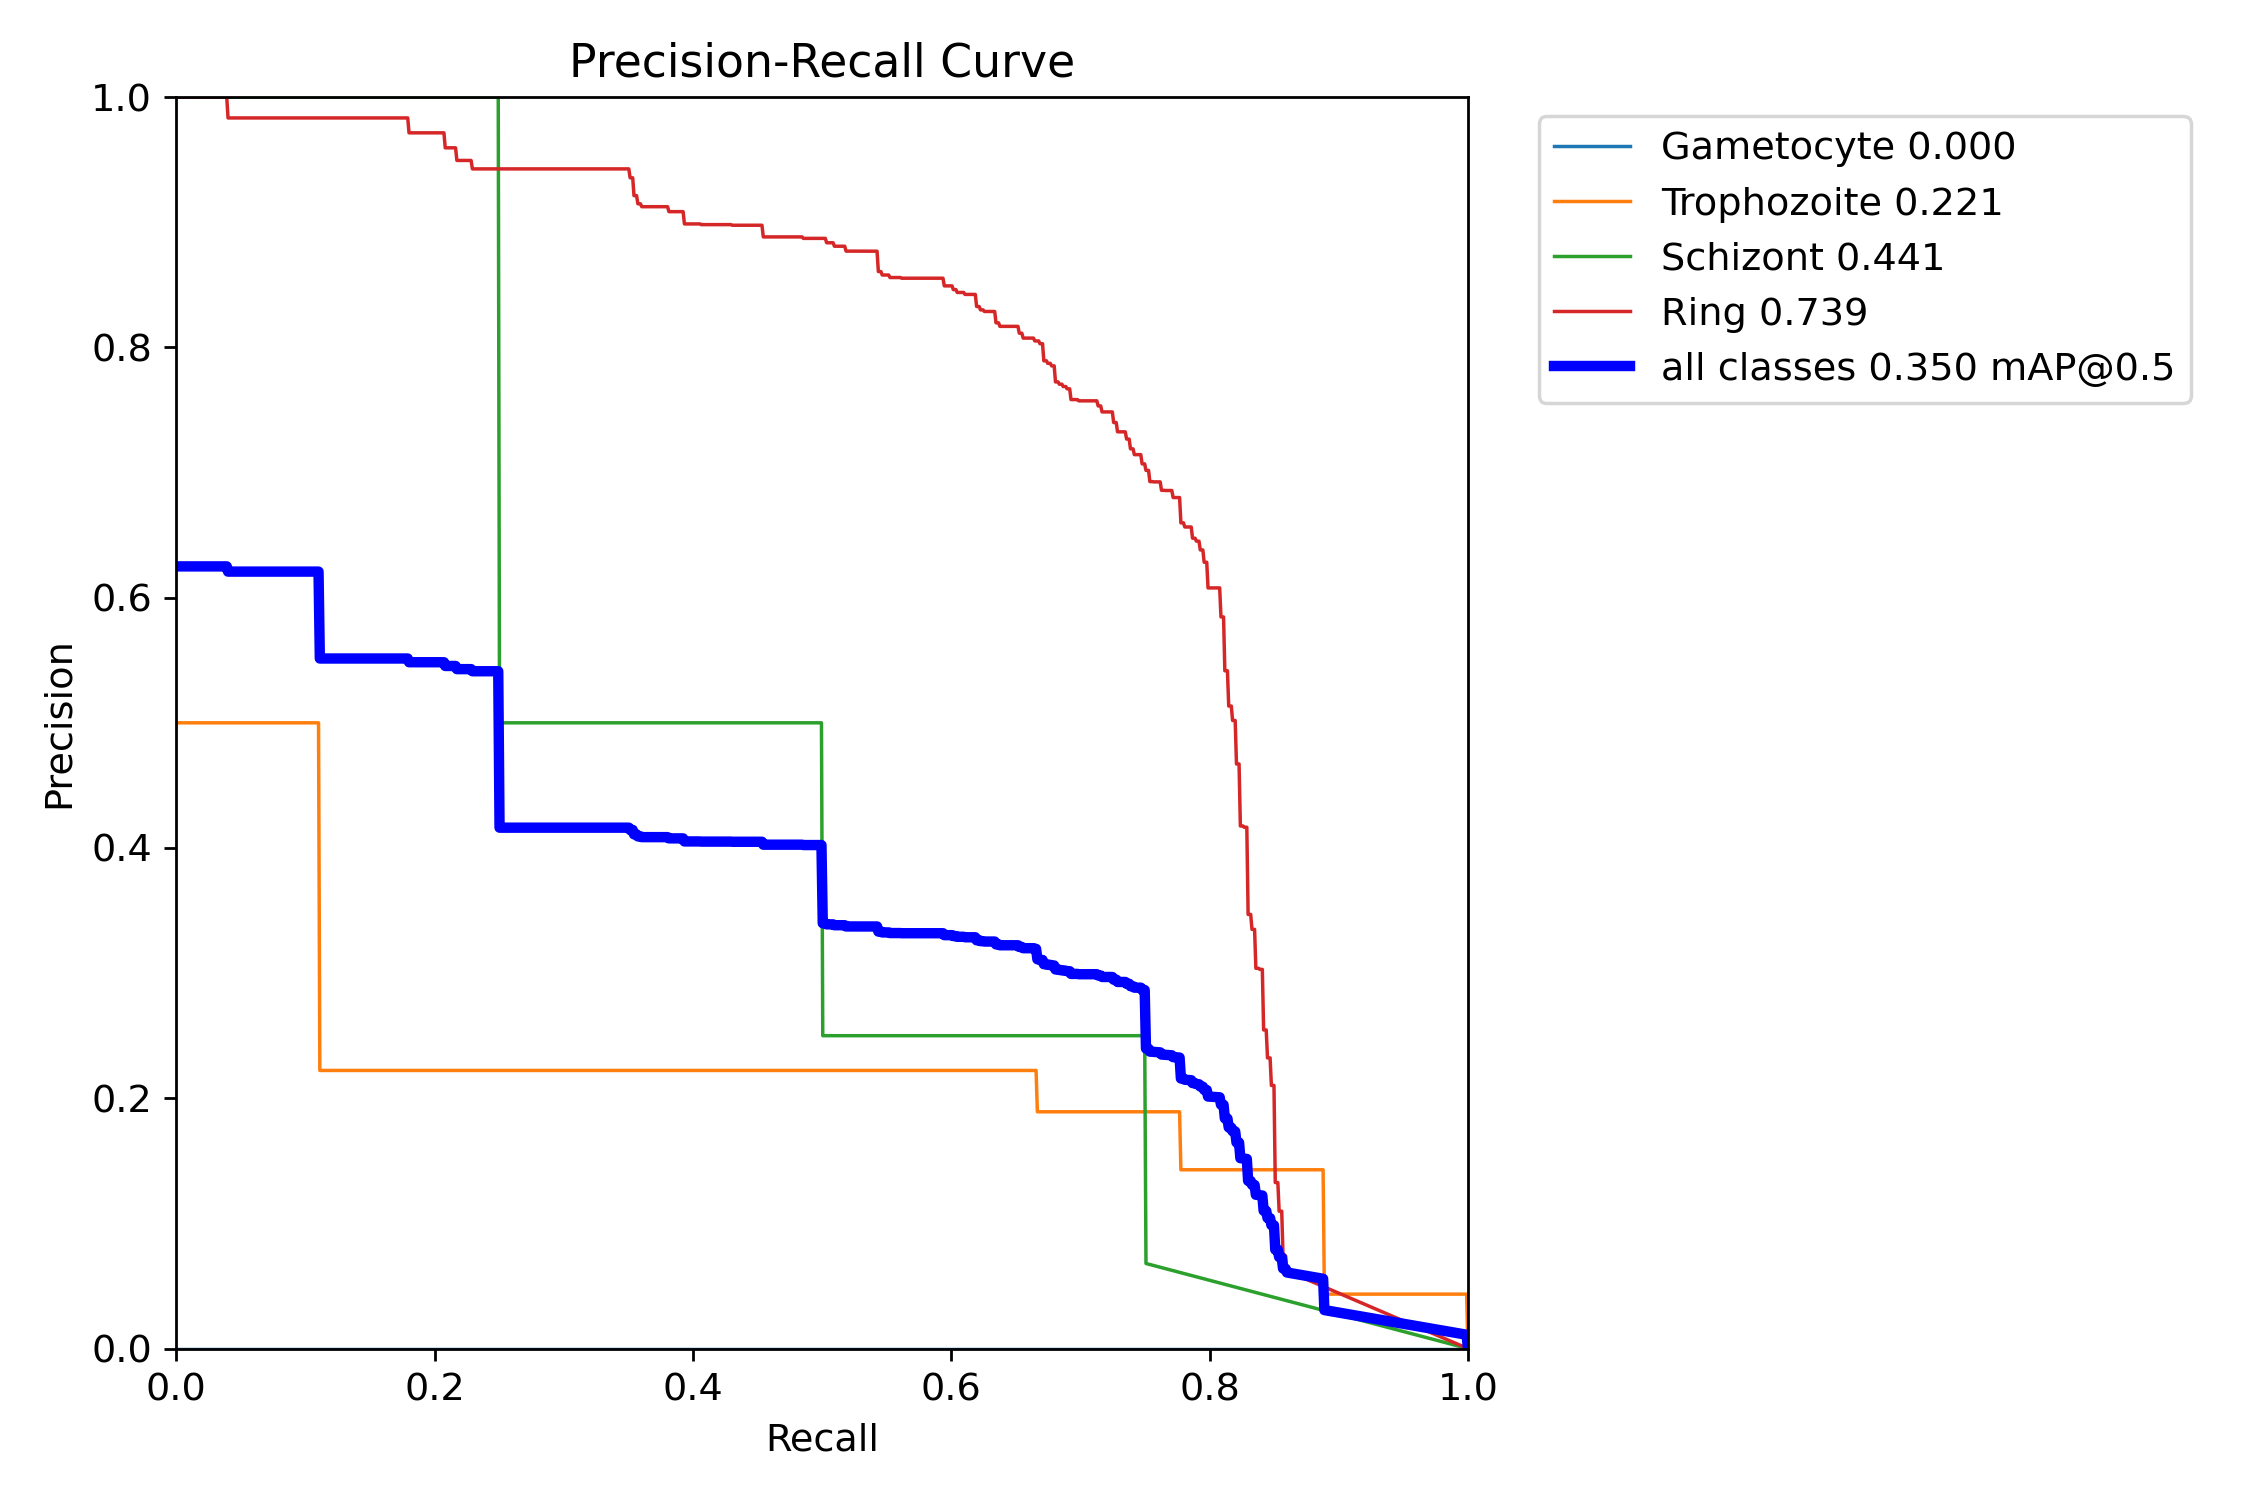 Precision-Recall Curve
1.0
0.8
0.6
0.4
0.2
0.0
Precision
0.0 0.2 0.4 0.6 0.8 1.0
Recall
Gametocyte 0.000
Trophozoite 0.221
Schizont 0.441
Ring 0.739
all classes 0.350 mAP@0.5